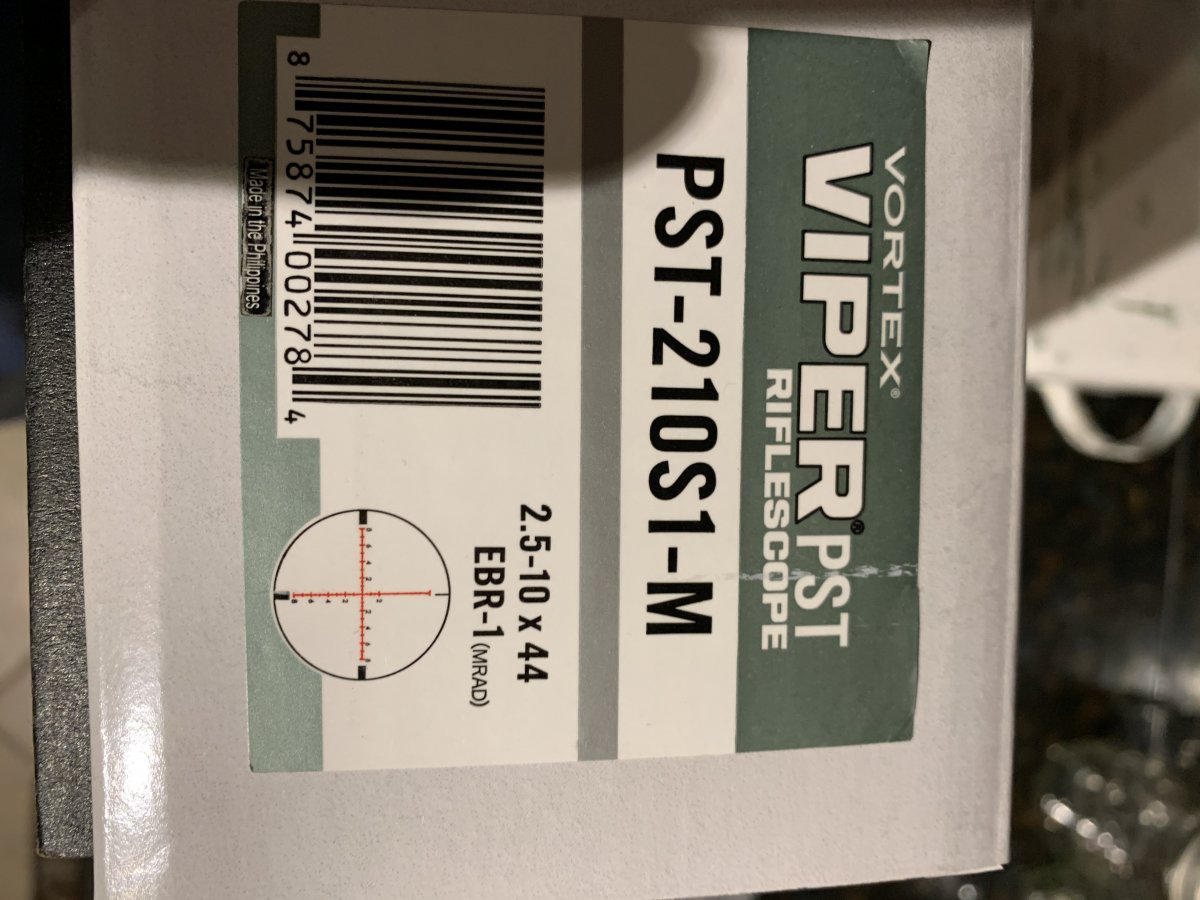 VORTEX®
VIPER® PST
RIFLESCOPE
PST-210S1-M
2.5-10 x 44
EBR-1 (MRAD)
8 75874 00278 4
Made in the Philippines